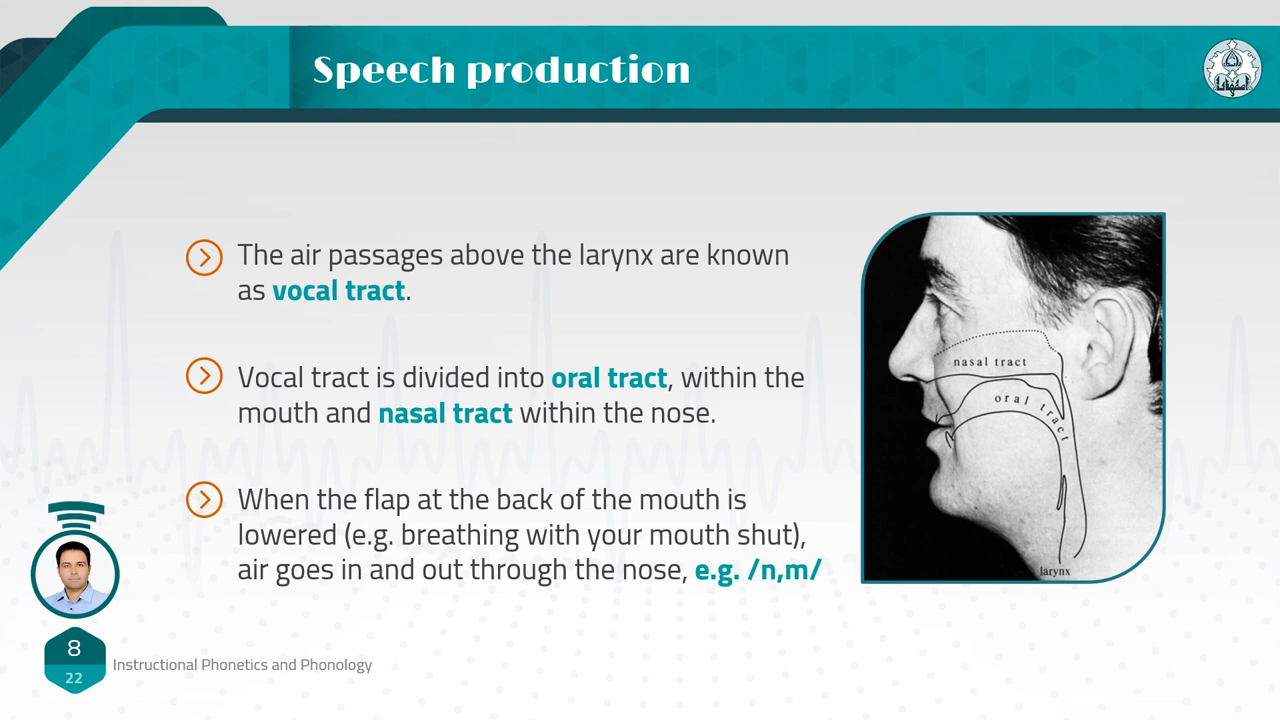 Speech production
The air passages above the larynx are known
as vocal tract.
Vocal tract is divided into oral tract, within the
mouth and nasal tract within the nose.
When the flap at the back of the mouth is
lowered (e.g. breathing with your mouth shut),
air goes in and out through the nose, e.g. /n,m/
nasal tract
oral tract
larynx
8
22
Instructional Phonetics and Phonology